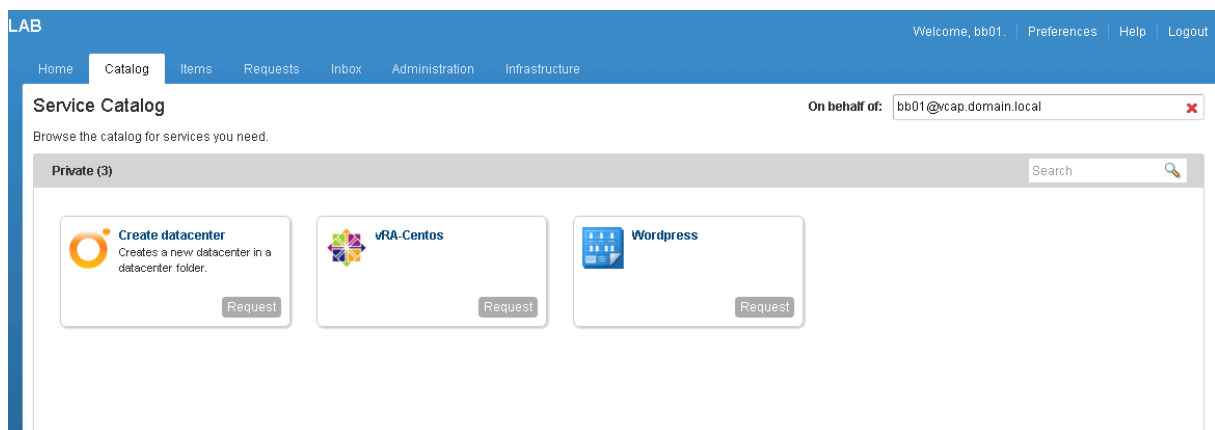 LAB
Welcome, bb01. | Preferences | Help | Logout
Home Catalog Items Requests Inbox Administration Infrastructure
Service Catalog
On behalf of: bb01@vcap.domain.local
Browse the catalog for services you need.
Private (3)
Search
Create datacenter
Creates a new datacenter in a
datacenter folder.
Request
vRA-Centos
Request
Wordpress
Request